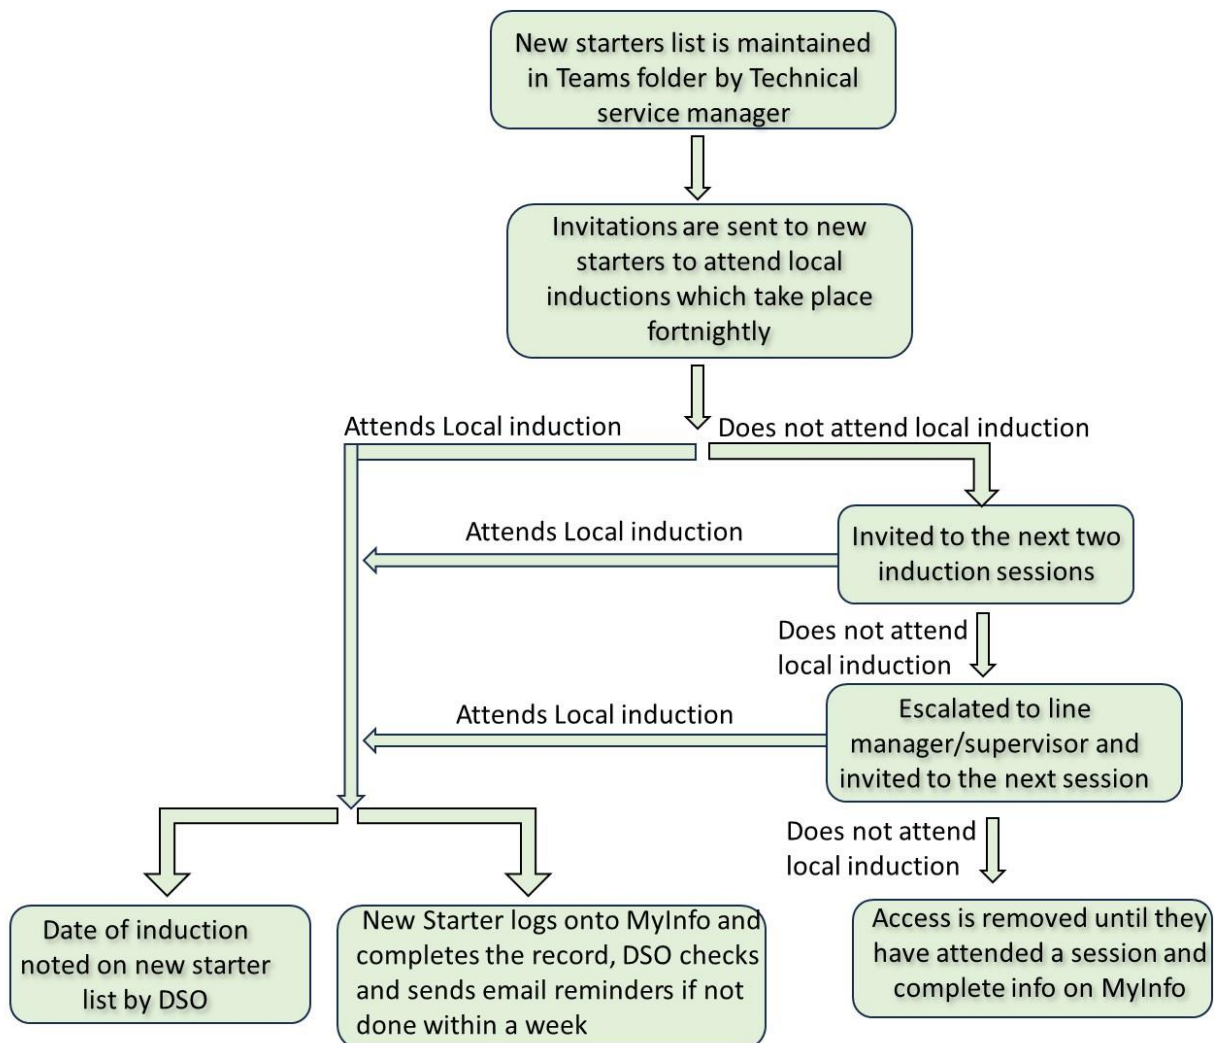 New starters list is maintained
in Teams folder by Technical
service manager
Invitations are sent to new
starters to attend local
inductions which take place
fortnightly
Attends Local induction
Does not attend local induction
Attends Local induction
Invited to the next two
induction sessions
Does not attend
local induction
Attends Local induction
Escalated to line
manager/supervisor and
invited to the next session
Does not attend
local induction
Date of induction
noted on new starter
list by DSO
New Starter logs onto MyInfo and
completes the record, DSO checks
and sends email reminders if not
done within a week
Access is removed until they
have attended a session and
complete info on MyInfo